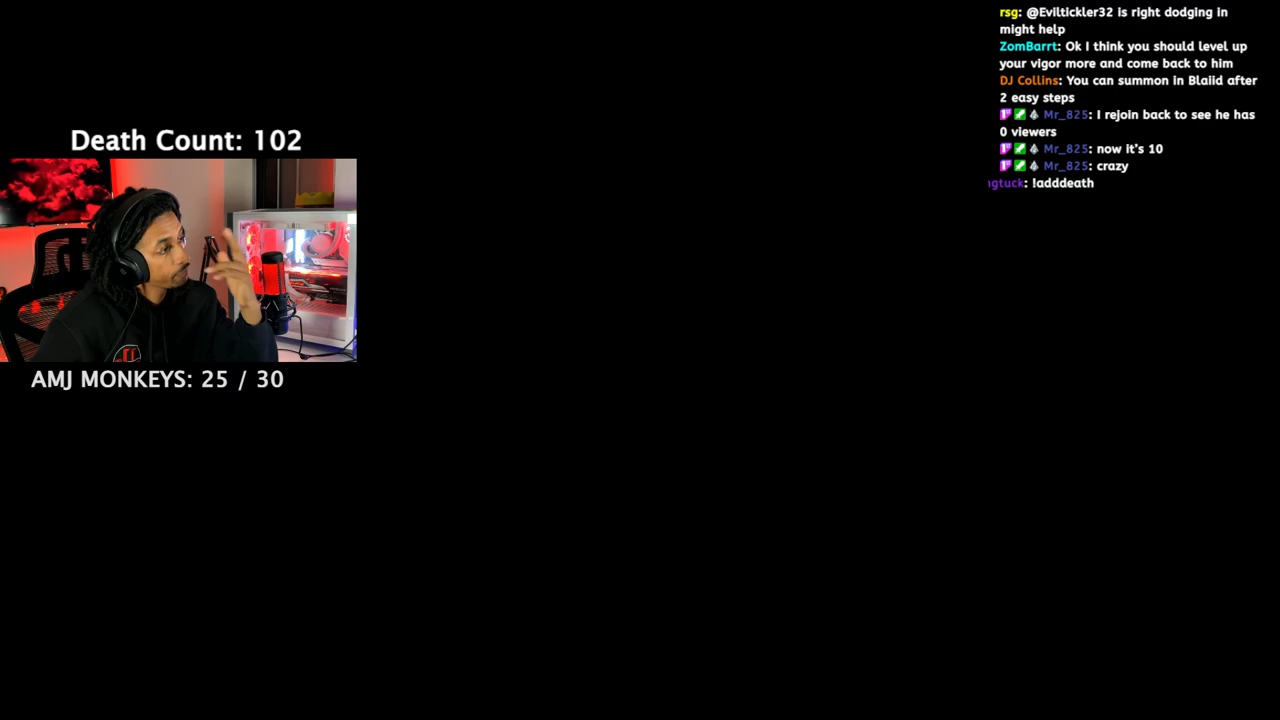 rsg: @Eviltickler32 is right dodging in
might help
ZomBarrt: Ok I think you should level up
your vigor more and come back to him
DJ Collins: You can summon in Blaiid after
2 easy steps
Mr_825: I rejoin back to see he has
0 viewers
Mr_825: now it's 10
Mr_825: crazy
gtuck: !adddeath
Death Count: 102
AMJ MONKEYS: 25 / 30